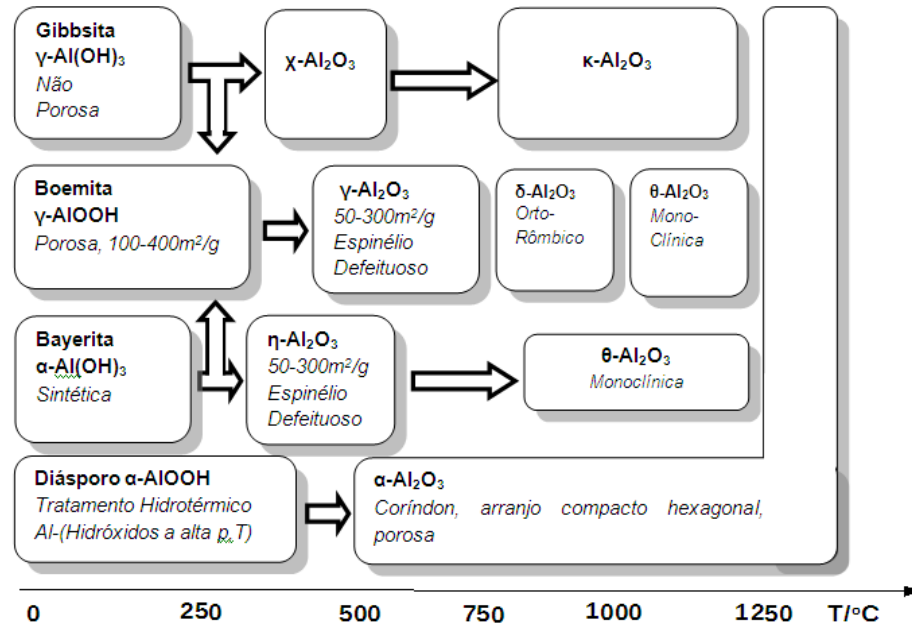 Gibbsita
γ-Al(OH)₃
Não
Porosa
χ-Al₂O₃
κ-Al₂O₃
Boemita
γ-AlOOH
Porosa, 100-400m²/g
γ-Al₂O₃
50-300m²/g
Espinélio
Defeituoso
δ-Al₂O₃
Orto-
Rômbico
θ-Al₂O₃
Mono-
Clínica
Bayerita
α-Al(OH)₃
Sintética
η-Al₂O₃
50-300m²/g
Espinélio
Defeituoso
θ-Al₂O₃
Monoclínica
Diásporo α-AlOOH
Tratamento Hidrotérmico
Al-(Hidróxidos a alta p,T)
α-Al₂O₃
Coríndon, arranjo compacto hexagonal,
porosa
0 250 500 750 1000 1250 T/ºC